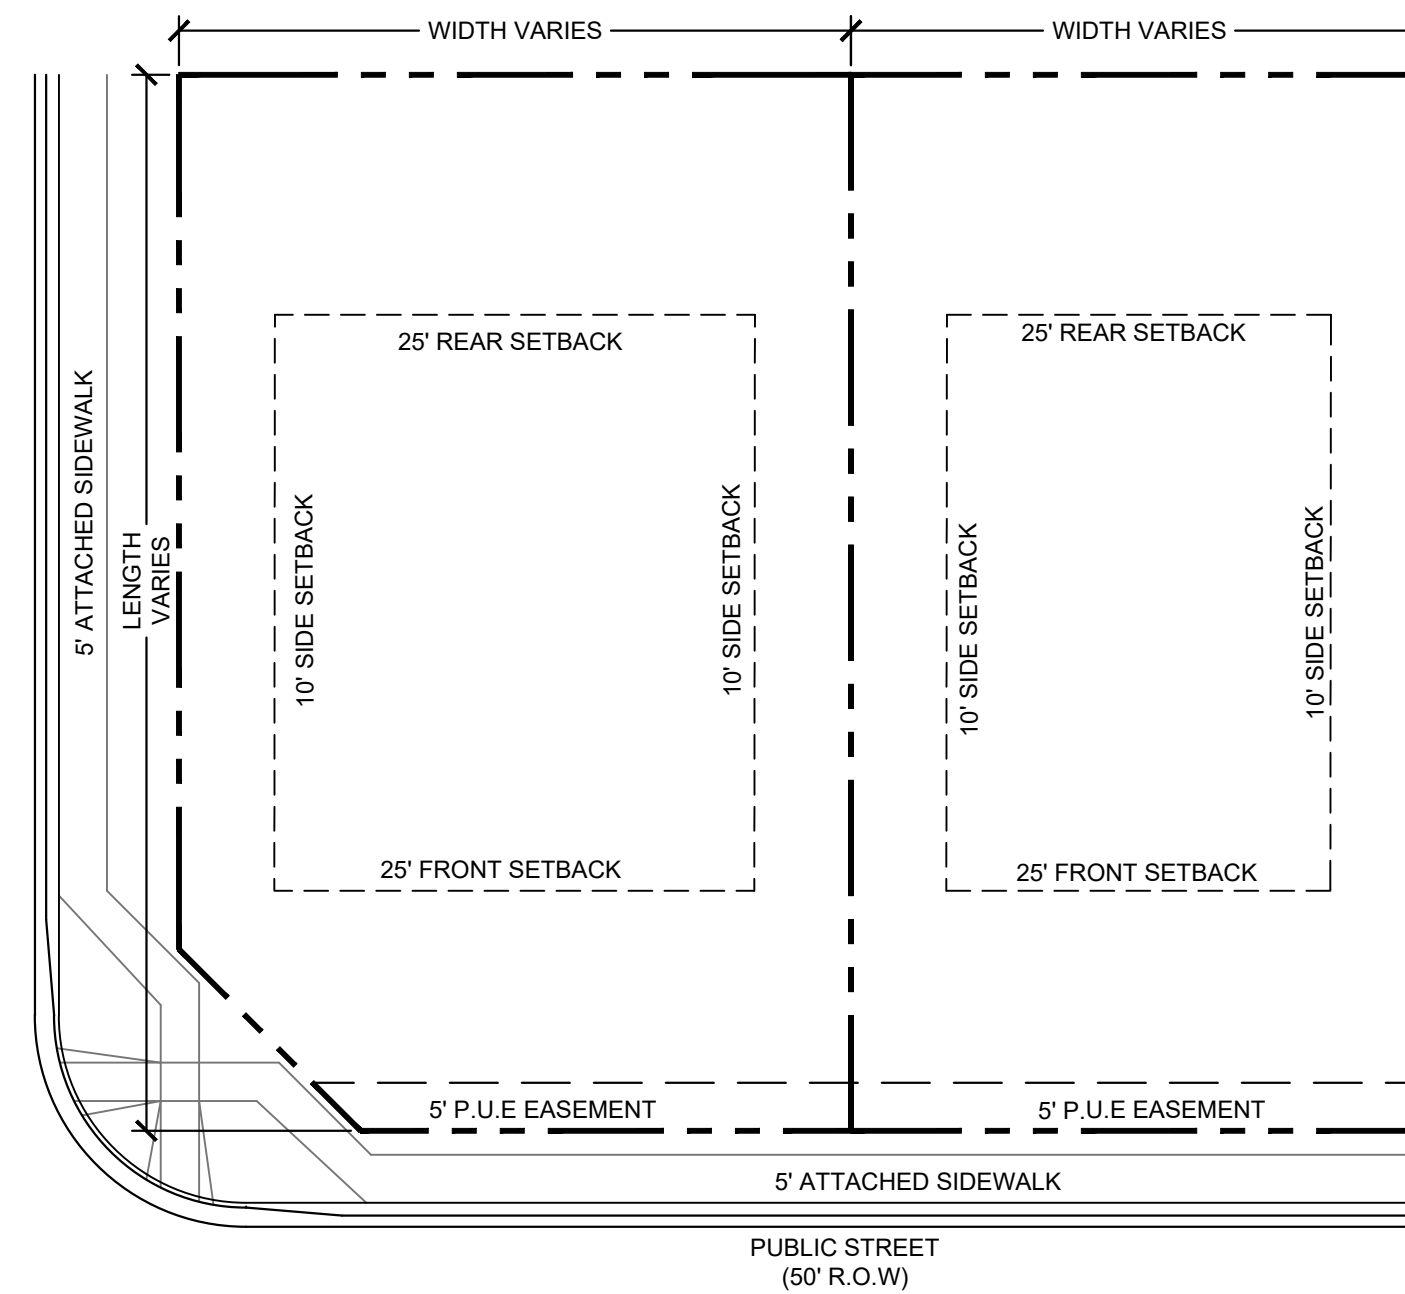 WIDTH VARIES
WIDTH VARIES
25' REAR SETBACK
25' REAR SETBACK
5' ATTACHED SIDEWALK
LENGTH
VARIES
10' SIDE SETBACK
10' SIDE SETBACK
10' SIDE SETBACK
10' SIDE SETBACK
25' FRONT SETBACK
25' FRONT SETBACK
5' P.U.E EASEMENT
5' P.U.E EASEMENT
5' ATTACHED SIDEWALK
PUBLIC STREET
(50' R.O.W)